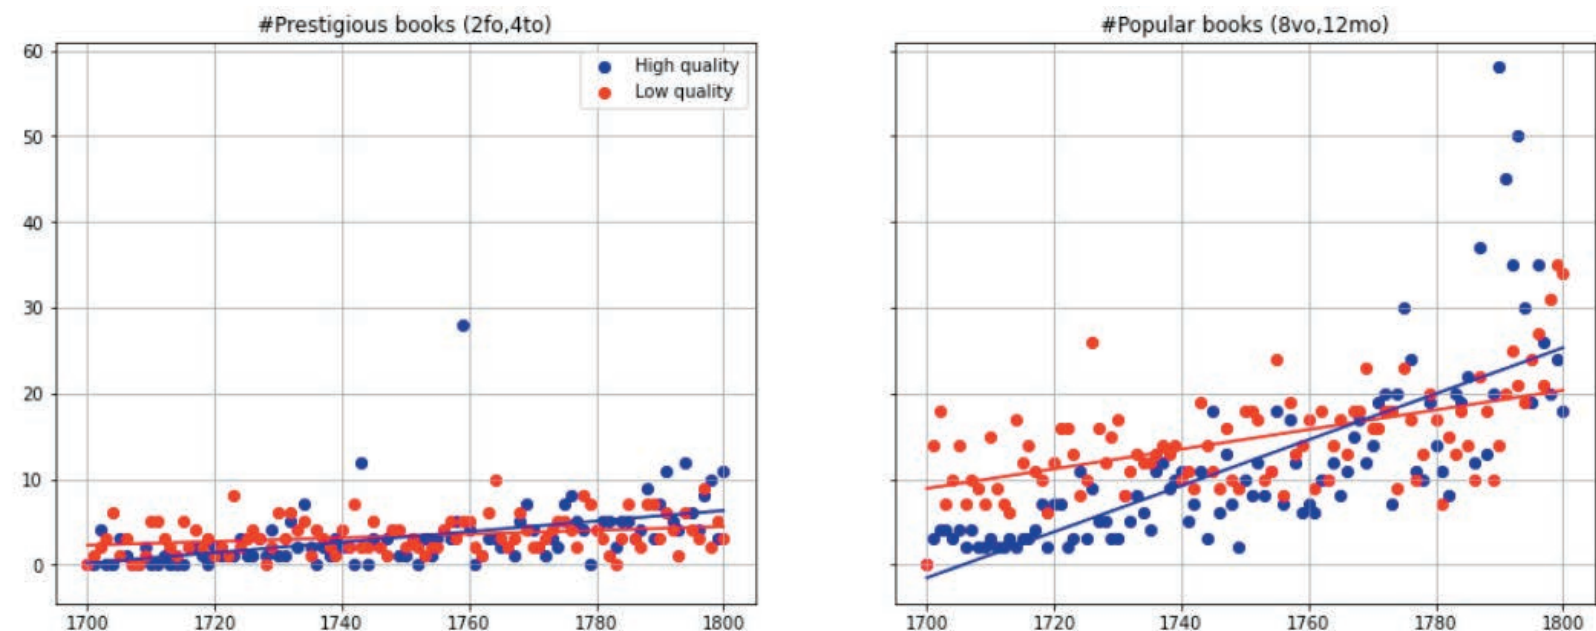 #Prestigious books (2fo,4to)
#Popular books (8vo,12mo)
High quality
Low quality
60
50
40
30
20
10
0
1700 1720 1740 1760 1780 1800
1700 1720 1740 1760 1780 1800